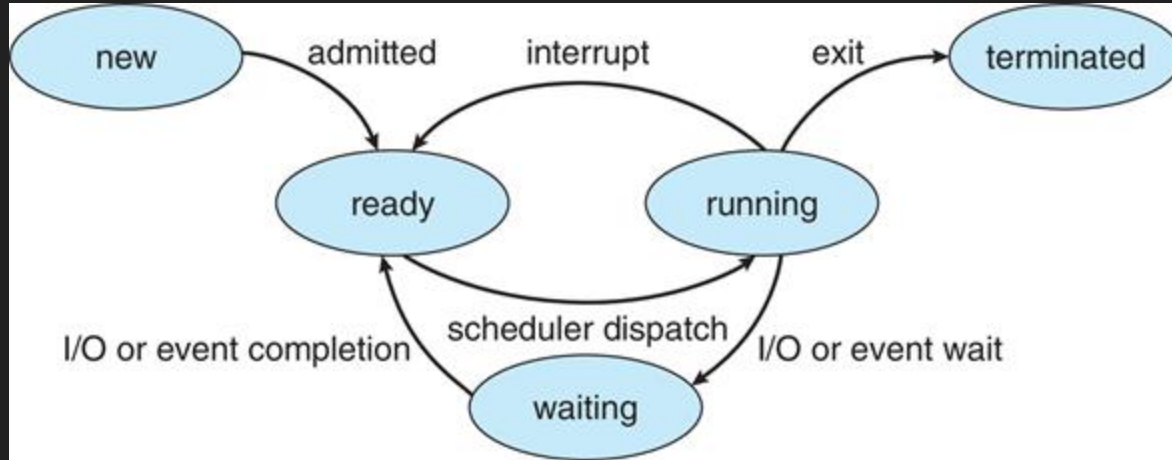 new
admitted
interrupt
exit
terminated
ready
running
scheduler dispatch
I/O or event completion
I/O or event wait
waiting